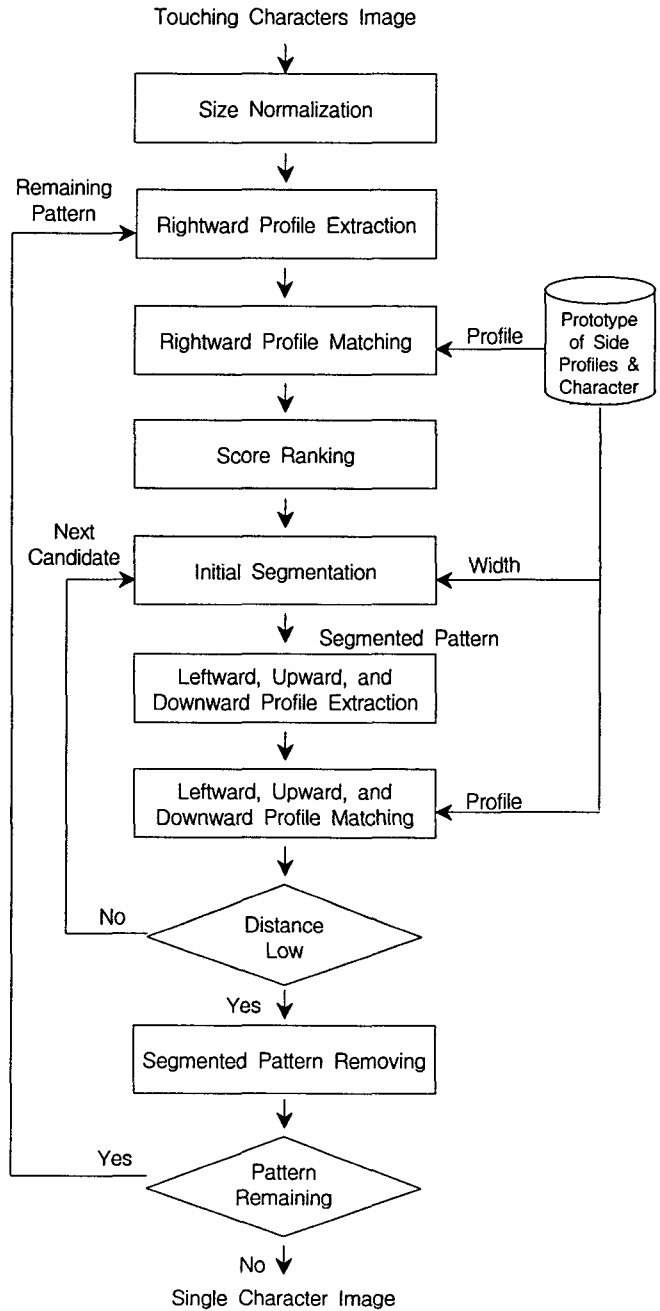 Touching Characters Image
Size Normalization
Remaining
Pattern
Rightward Profile Extraction
Rightward Profile Matching
Profile
Prototype
of Side
Profiles &
Character
Score Ranking
Next
Candidate
Initial Segmentation
Width
Segmented Pattern
Leftward, Upward, and
Downward Profile Extraction
Leftward, Upward, and
Downward Profile Matching
Profile
Distance
Low
No
Yes
Segmented Pattern Removing
Pattern
Remaining
Yes
No
Single Character Image